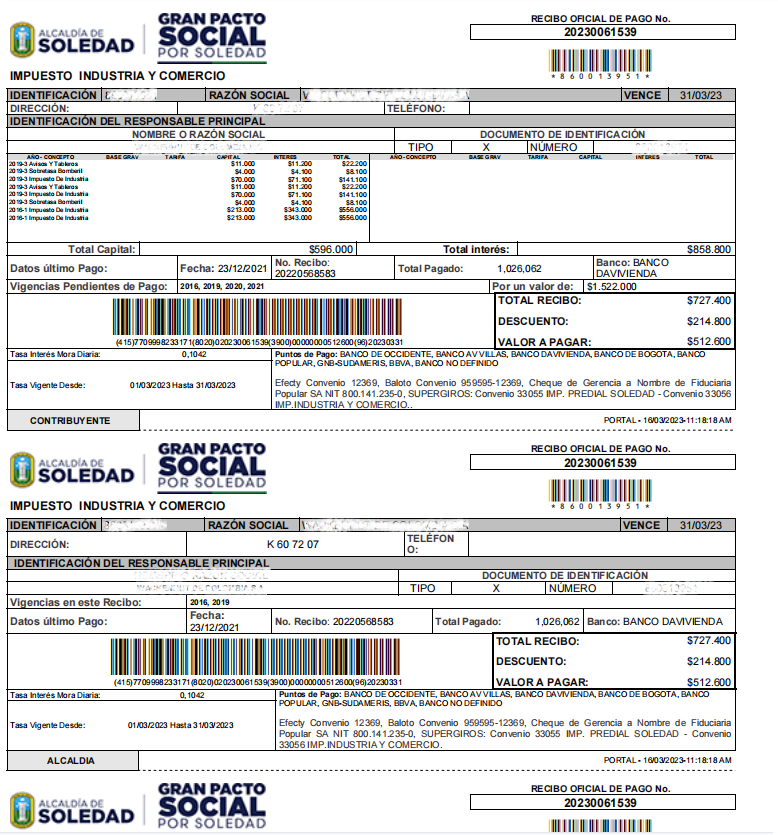 ALCALDÍA DE
SOLEDAD
GRAN PACTO
SOCIAL
POR SOLEDAD
RECIBO OFICIAL DE PAGO No.
20230061539
*860013951*
IMPUESTO INDUSTRIA Y COMERCIO
IDENTIFICACIÓN RAZÓN SOCIAL VENCE 31/03/23
DIRECCIÓN: K 60 72 07 TELÉFONO:
IDENTIFICACIÓN DEL RESPONSABLE PRINCIPAL
NOMBRE O RAZÓN SOCIAL DOCUMENTO DE IDENTIFICACIÓN
TIPO X NÚMERO
AÑO - CONCEPTO BASE GRAV TARIFA CAPITAL INTERES TOTAL AÑO - CONCEPTO BASE GRAV TARIFA CAPITAL INTERES TOTAL
2019-3 Avisos Y Tableros $11.000 $11.200 $22.200
2019-3 Sobretasa Bomberil $4.000 $4.100 $8.100
2019-3 Impuesto De Industria $70.000 $71.100 $141.100
2019-3 Avisos Y Tableros $11.000 $11.200 $22.200
2019-3 Impuesto De Industria $70.000 $71.100 $141.100
2019-3 Sobretasa Bomberil $4.000 $4.100 $8.100
2016-1 Impuesto De Industria $213.000 $343.000 $556.000
2016-1 Impuesto De Industria $213.000 $343.000 $556.000
Total Capital: $596.000 Total interés: $858.800
Datos último Pago: Fecha: 23/12/2021 No. Recibo: 20220568583 Total Pagado: 1,026,062 Banco: BANCO DAVIVIENDA
Vigencias Pendientes de Pago: 2016, 2019, 2020, 2021 Por un valor de: $1.522.000
TOTAL RECIBO: $727.400
DESCUENTO: $214.800
VALOR A PAGAR: $512.600
(415)7709998233171(8020)020230061539(3900)00000000512600(96)20230331
Tasa Interés Mora Diaria: 0,1042
Puntos de Pago: BANCO DE OCCIDENTE, BANCO AV VILLAS, BANCO DAVIVIENDA, BANCO DE BOGOTA, BANCO
POPULAR, GNB-SUDAMERIS, BBVA, BANCO NO DEFINIDO
Tasa Vigente Desde: 01/03/2023 Hasta 31/03/2023
Efecty Convenio 12369, Baloto Convenio 959595-12369, Cheque de Gerencia a Nombre de Fiduciaria
Popular SA NIT 800.141.235-0, SUPERGIROS: Convenio 33055 IMP. PREDIAL SOLEDAD - Convenio 33056
IMP.INDUSTRIA Y COMERCIO..
CONTRIBUYENTE PORTAL - 16/03/2023-11:18:18 AM
ALCALDÍA DE
SOLEDAD
GRAN PACTO
SOCIAL
POR SOLEDAD
RECIBO OFICIAL DE PAGO No.
20230061539
*860013951*
IMPUESTO INDUSTRIA Y COMERCIO
IDENTIFICACIÓN RAZÓN SOCIAL VENCE 31/03/23
DIRECCIÓN: K 60 72 07 TELÉFON
O:
IDENTIFICACIÓN DEL RESPONSABLE PRINCIPAL
DOCUMENTO DE IDENTIFICACIÓN
TIPO X NÚMERO
Vigencias en este Recibo: 2016, 2019
Datos último Pago: Fecha: 23/12/2021 No. Recibo: 20220568583 Total Pagado: 1,026,062 Banco: BANCO DAVIVIENDA
TOTAL RECIBO: $727.400
DESCUENTO: $214.800
VALOR A PAGAR: $512.600
(415)7709998233171(8020)020230061539(3900)00000000512600(96)20230331
Tasa Interés Mora Diaria: 0,1042
Puntos de Pago: BANCO DE OCCIDENTE, BANCO AV VILLAS, BANCO DAVIVIENDA, BANCO DE BOGOTA, BANCO
POPULAR, GNB-SUDAMERIS, BBVA, BANCO NO DEFINIDO
Tasa Vigente Desde: 01/03/2023 Hasta 31/03/2023
Efecty Convenio 12369, Baloto Convenio 959595-12369, Cheque de Gerencia a Nombre de Fiduciaria
Popular SA NIT 800.141.235-0, SUPERGIROS: Convenio 33055 IMP. PREDIAL SOLEDAD - Convenio
33056 IMP.INDUSTRIA Y COMERCIO.
ALCALDIA PORTAL - 16/03/2023-11:18:18 AM
ALCALDÍA DE
SOLEDAD
GRAN PACTO
SOCIAL
POR SOLEDAD
RECIBO OFICIAL DE PAGO No.
20230061539